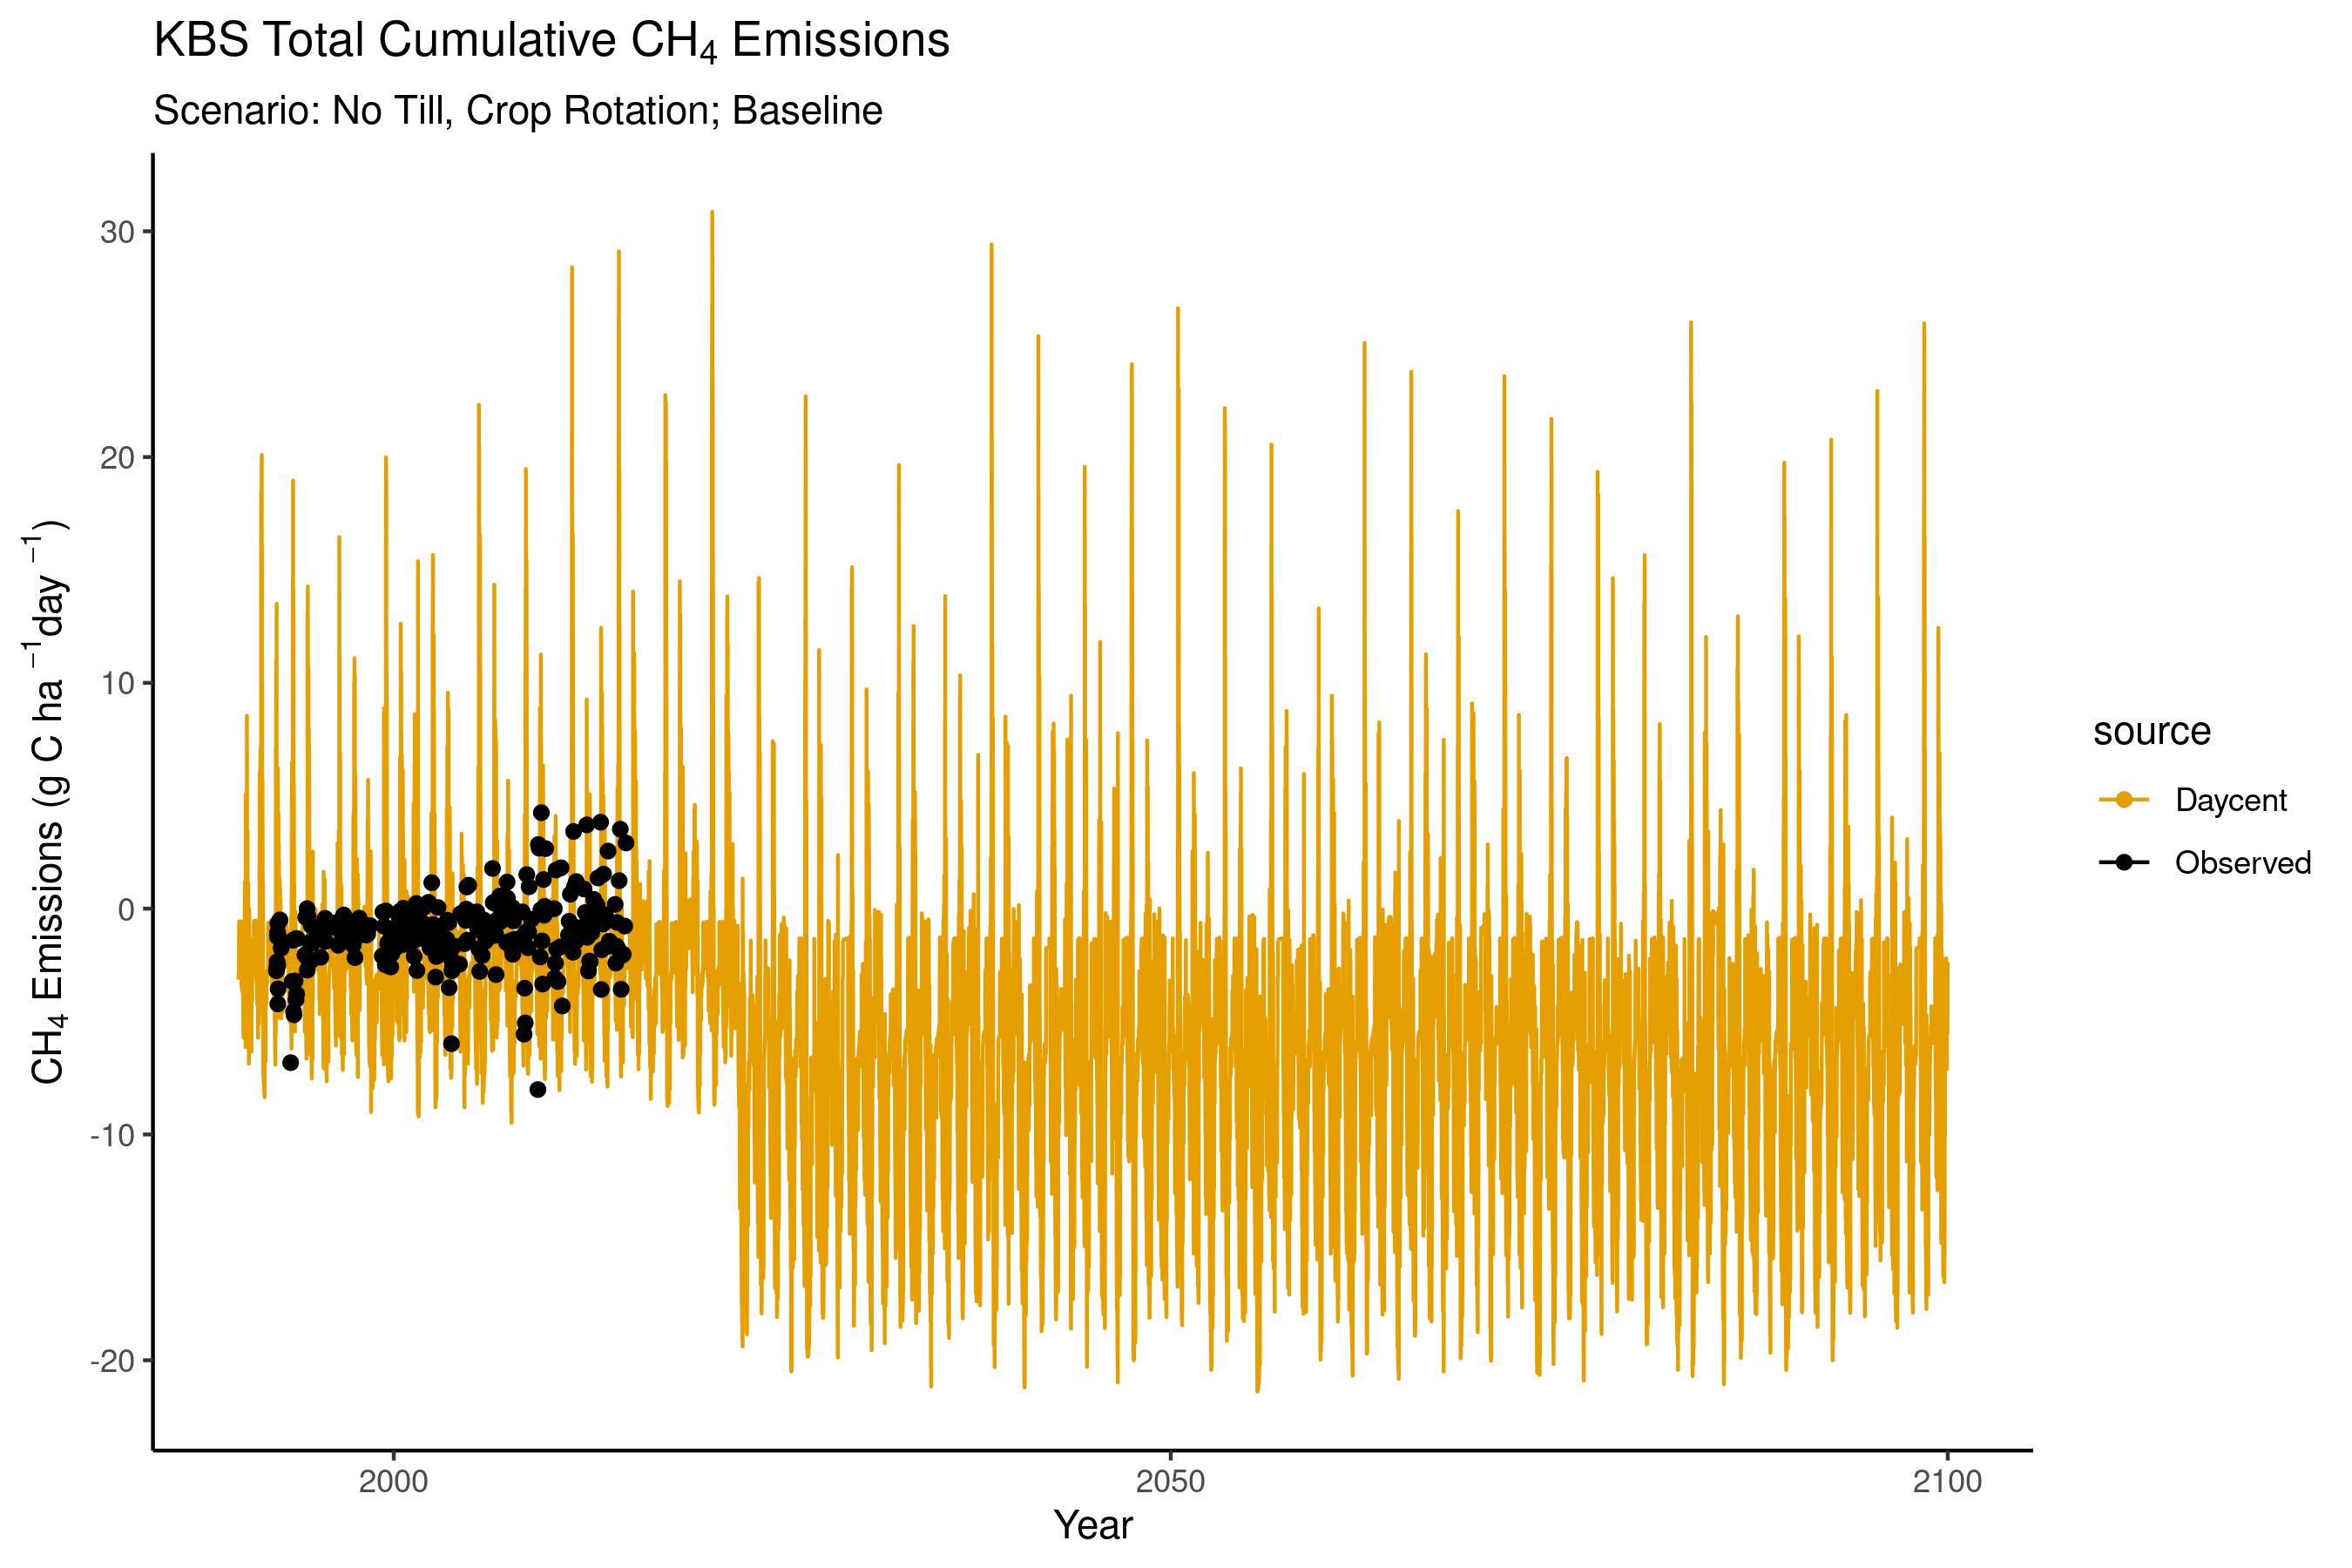 KBS Total Cumulative CH₄ Emissions
Scenario: No Till, Crop Rotation; Baseline
CH₄ Emissions (g C ha ⁻¹day ⁻¹)
30
20
10
0
-10
-20
2000
2050
2100
Year
source
Daycent
Observed